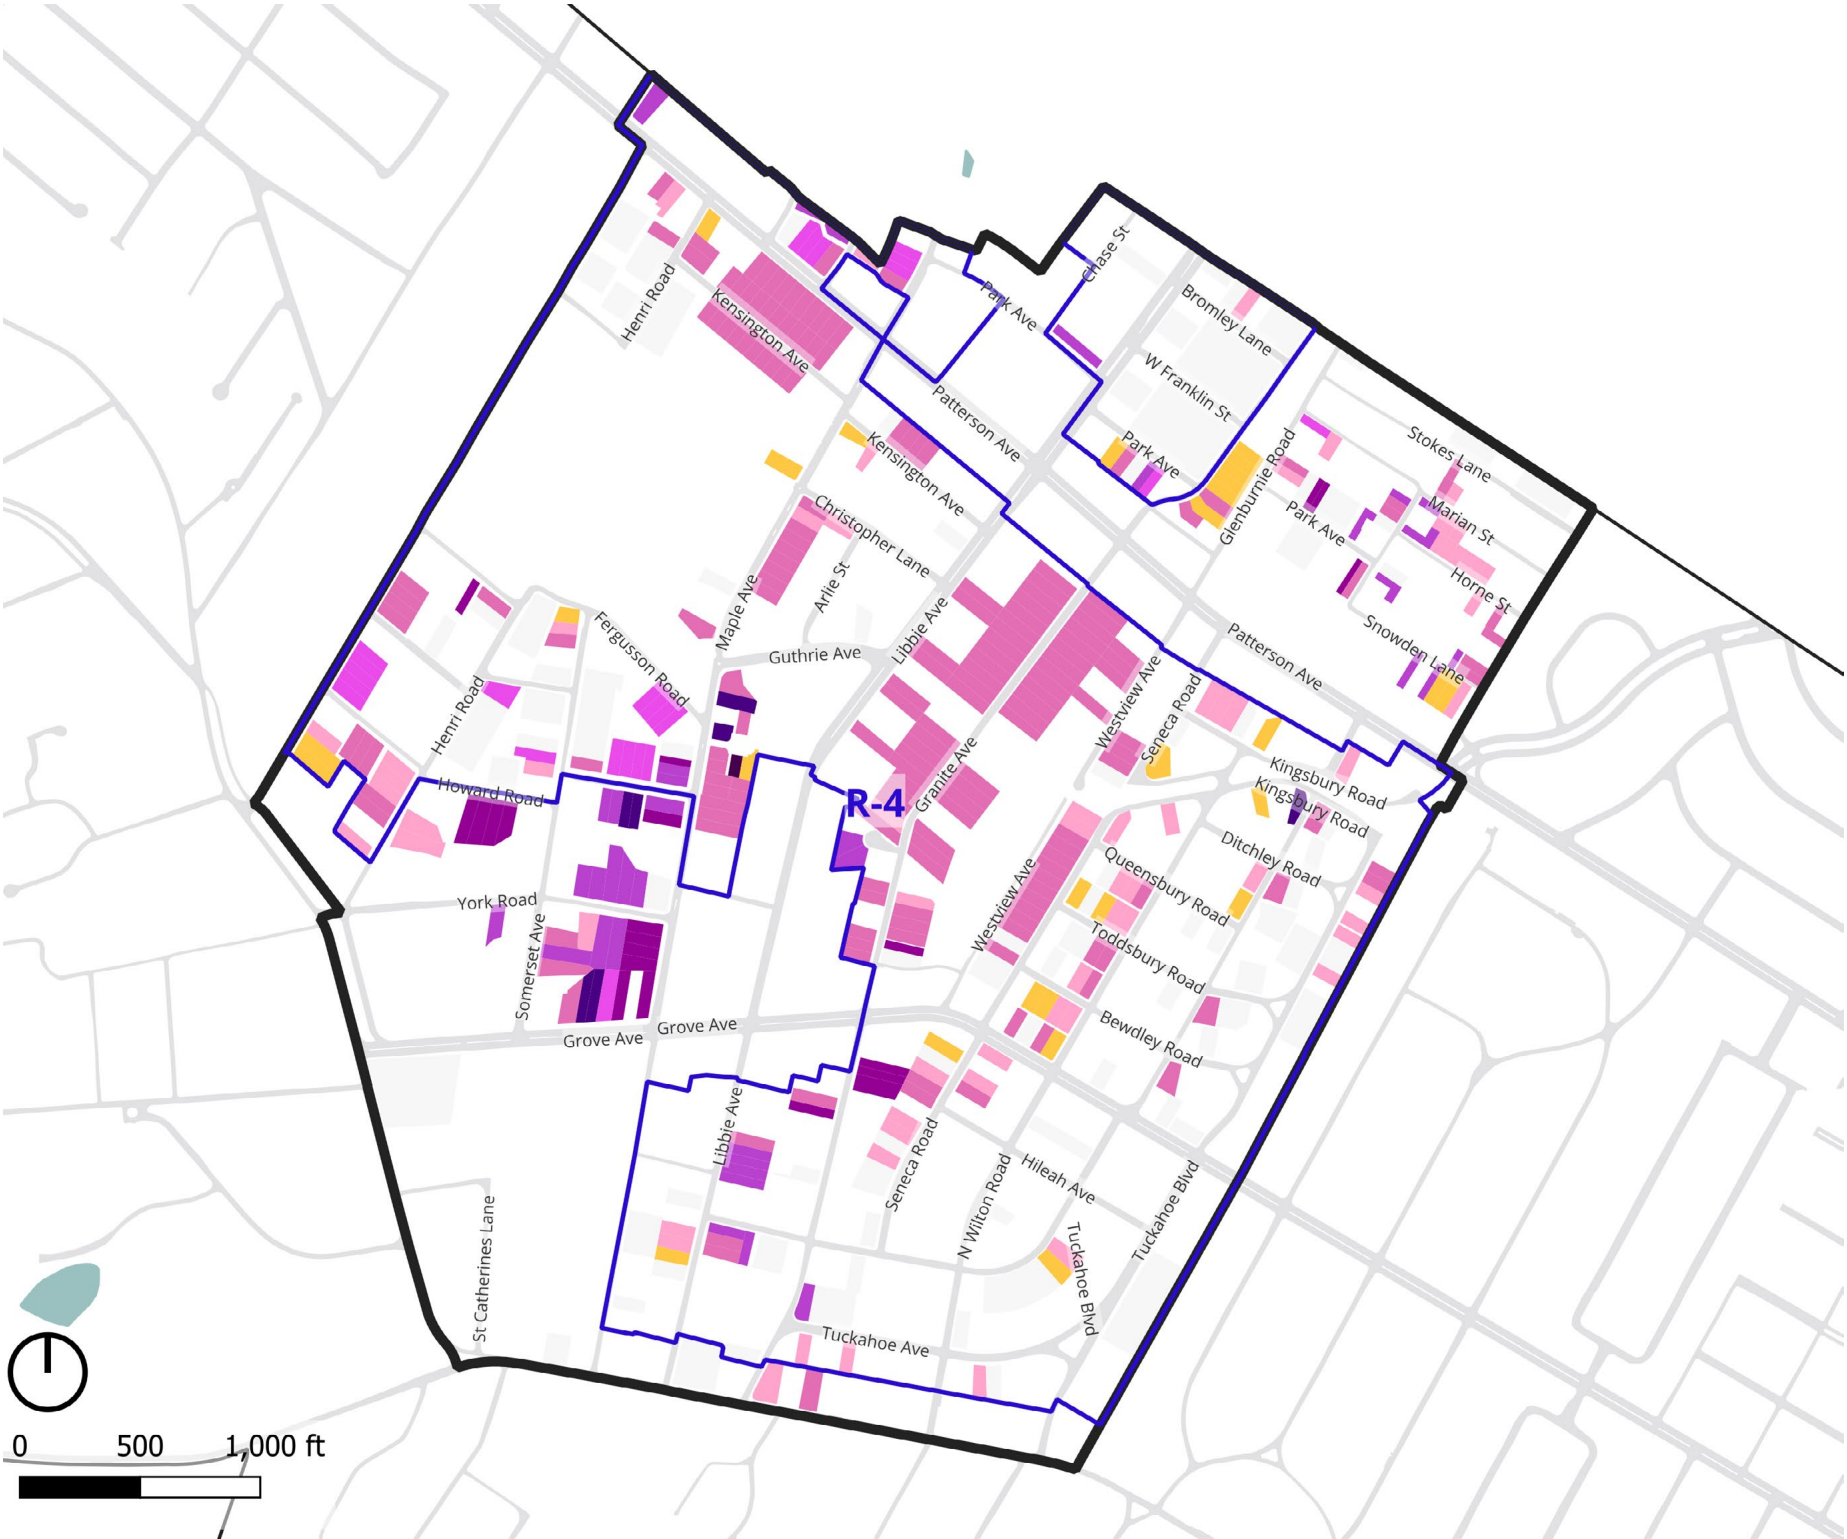 Chase St
Park Ave
Bromley Lane
Henri Road
Kensington Ave
W Franklin St
Patterson Ave
Park Ave
Stokes Lane
Kensington Ave
Glenburnie Road
Marian St
Christopher Lane
Park Ave
Horne St
Arlie St
Maple Ave
Libbie Ave
Fergusson Road
Guthrie Ave
Snowden Lane
Patterson Ave
Westview Ave
Seneca Road
Henri Road
Granite Ave
Kingsbury Road
Howard Road
R-4
Kingsbury Road
Ditchley Road
Queensbury Road
York Road
Westview Ave
Toddsbury Road
Somerset Ave
Bewdley Road
Grove Ave
Grove Ave
Libbie Ave
Seneca Road
Hileah Ave
N Wilton Road
Tuckahoe Blvd
St Catherines Lane
Tuckahoe Blvd
Tuckahoe Ave
0 500 1,000 ft